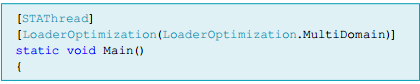 [STAThread]
[LoaderOptimization(LoaderOptimization.MultiDomain)]
static void Main()
{